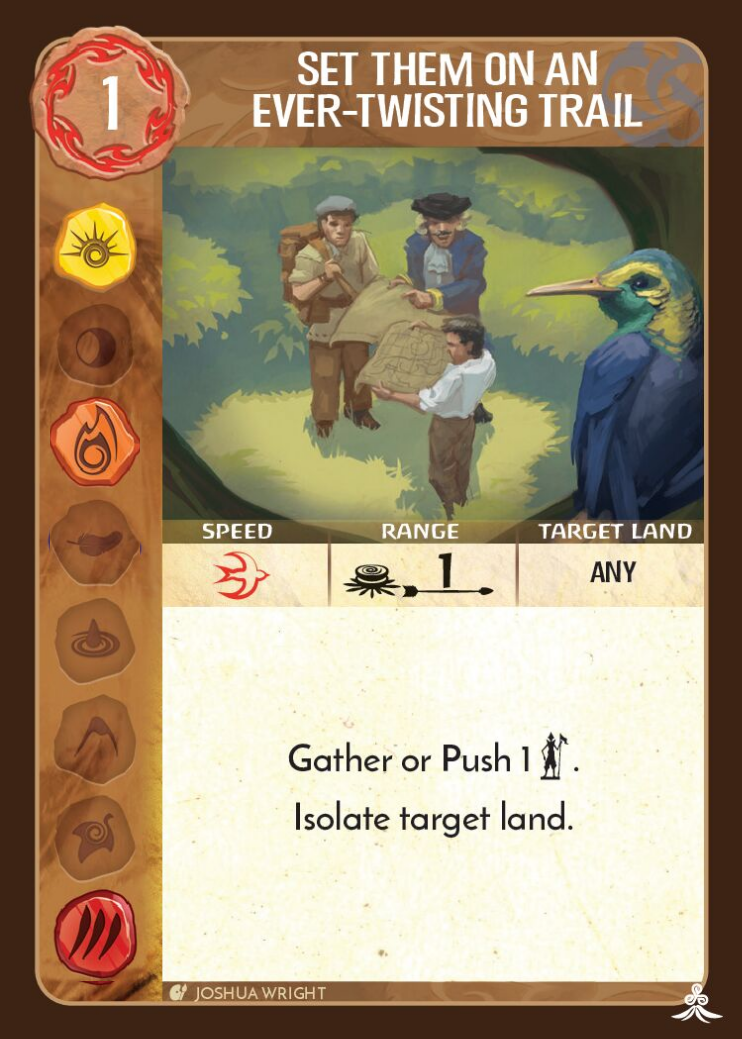 1
SET THEM ON AN
EVER-TWISTING TRAIL
SPEED RANGE TARGET LAND
1 ANY
Gather or Push 1 .
Isolate target land.
JOSHUA WRIGHT